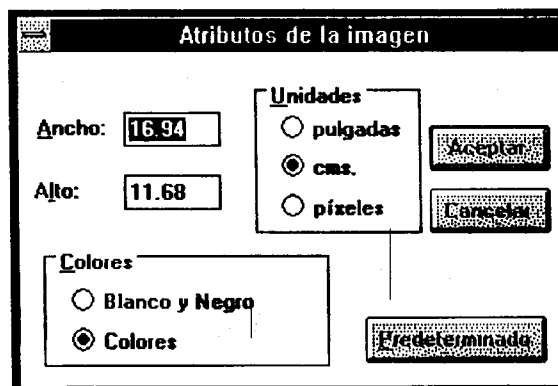 Atributos de la imagen
Ancho: 16.94
Alto: 11.68
Unidades
pulgadas
cms.
píxeles
Aceptar
Cancelar
Colores
Blanco y Negro
Colores
Predeterminado